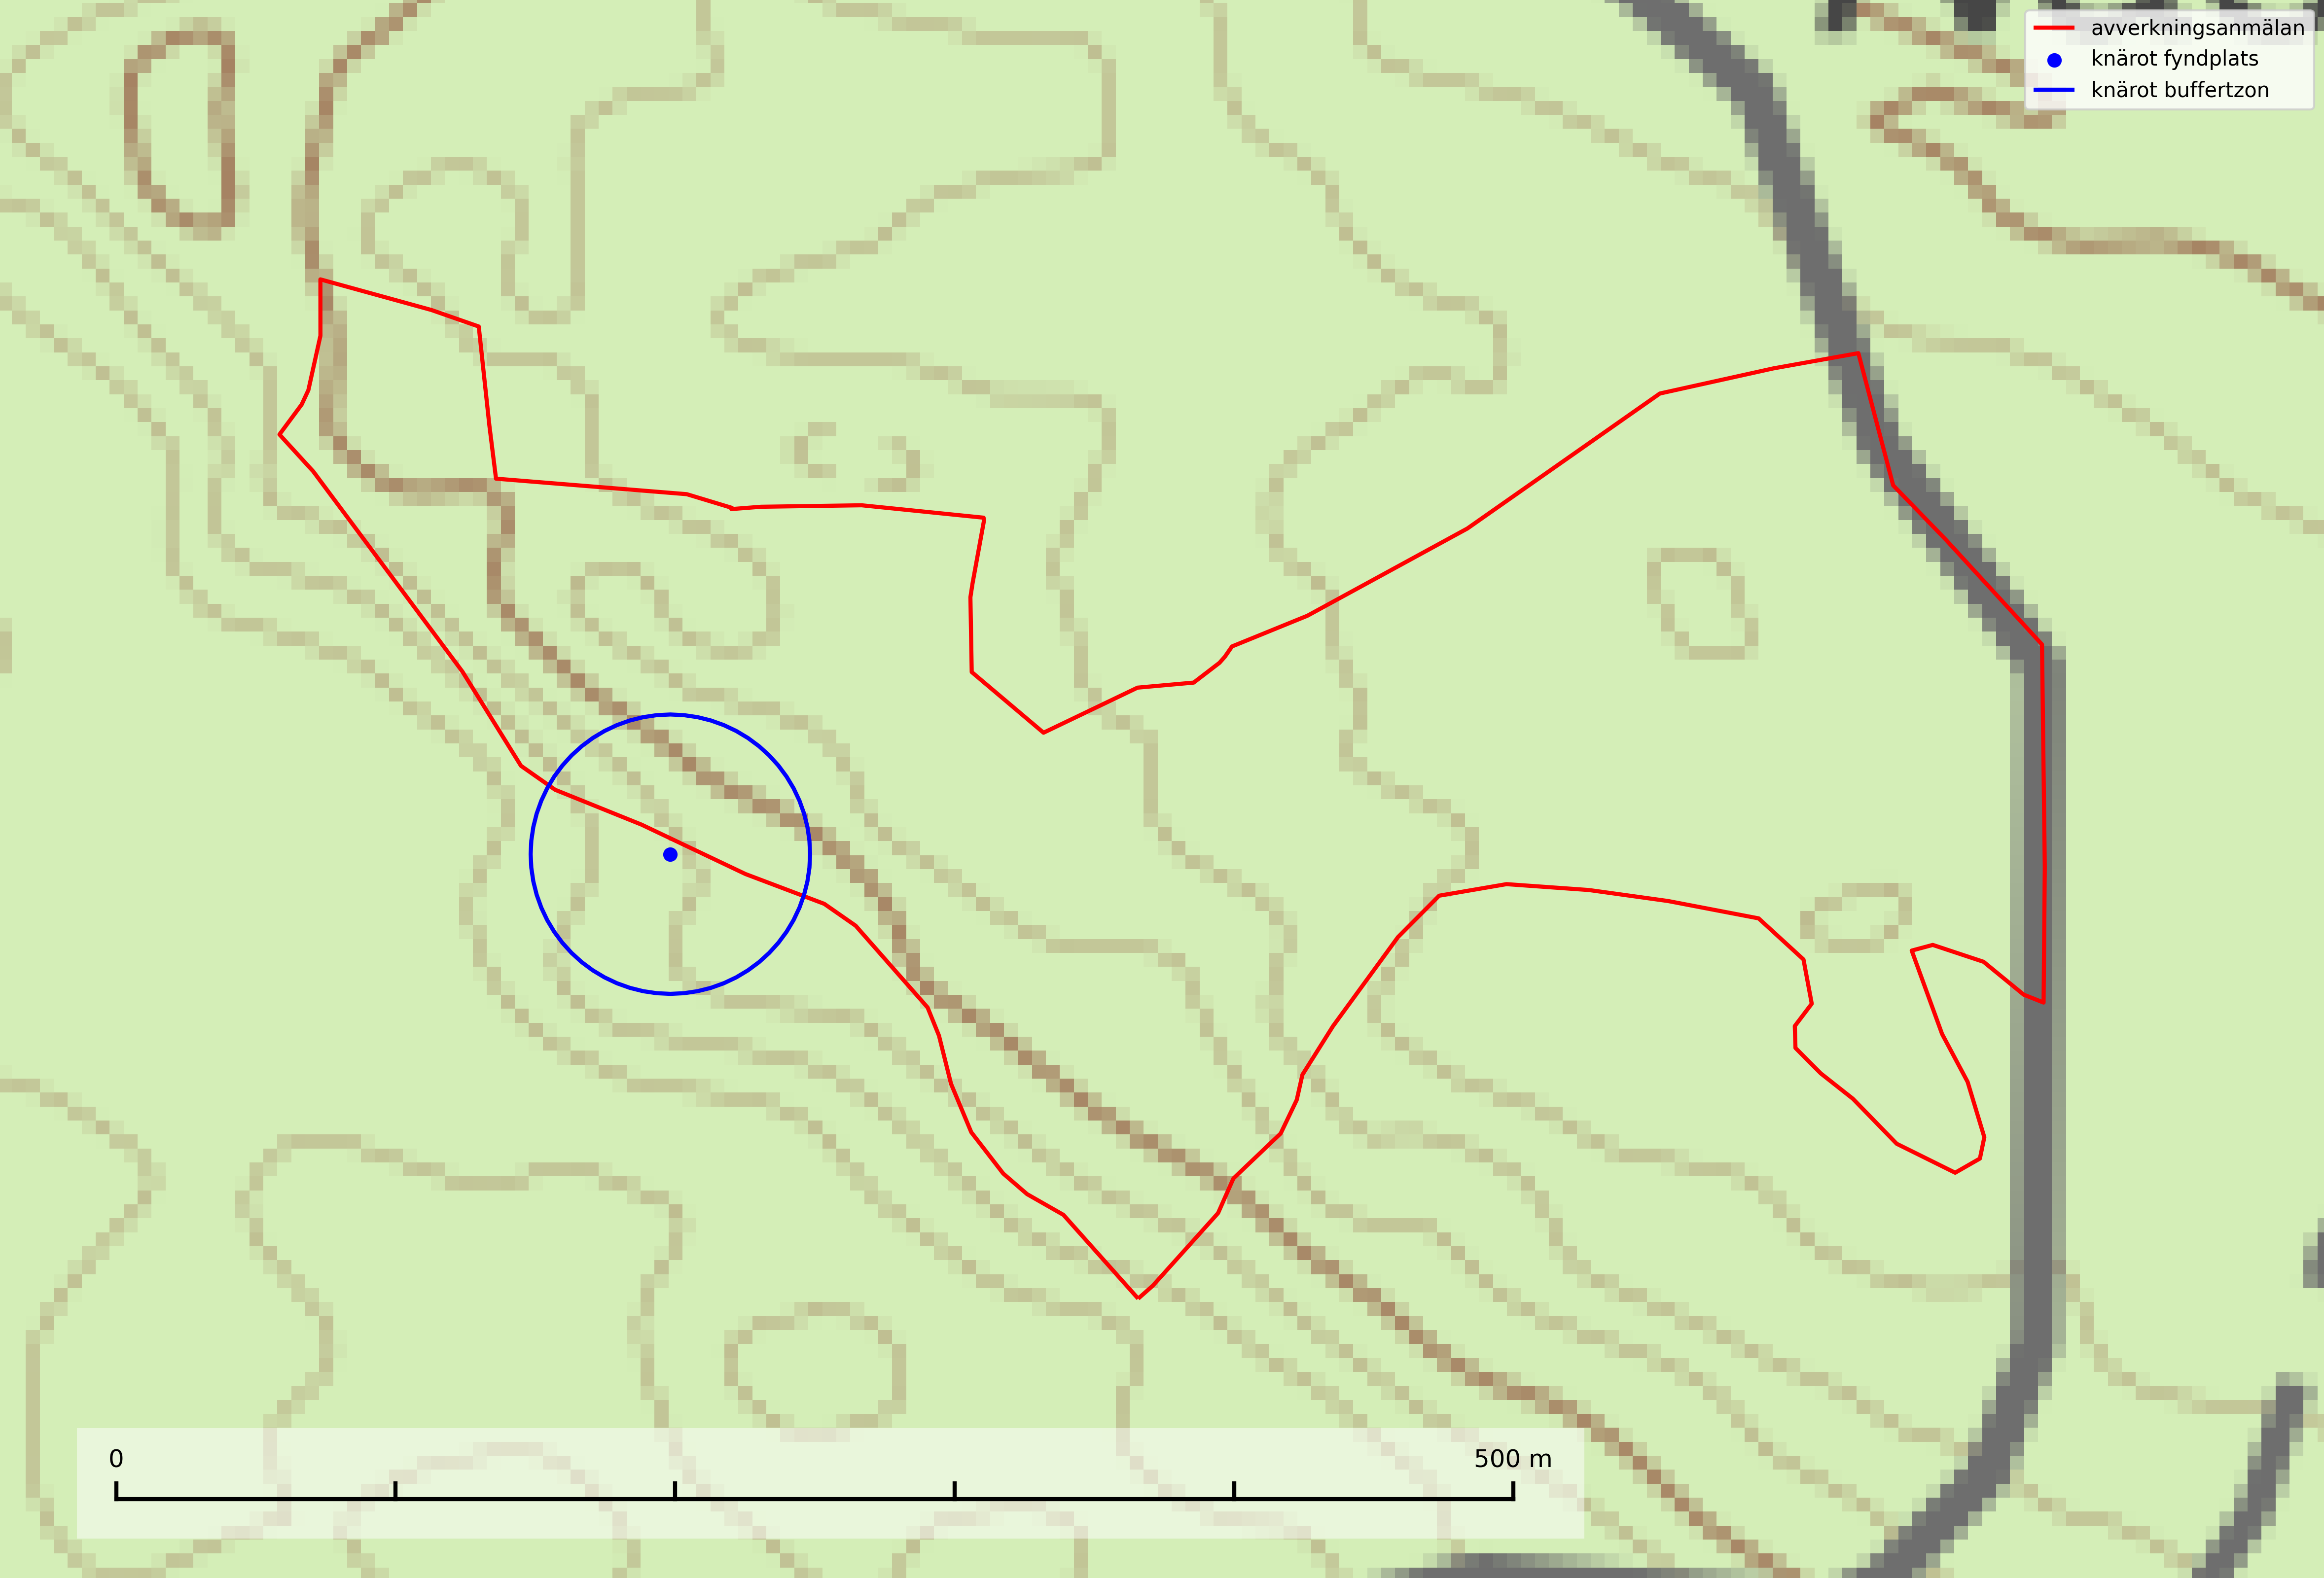 avverkningsanmälan
knärot fyndplats
knärot buffertzon
0
500 m